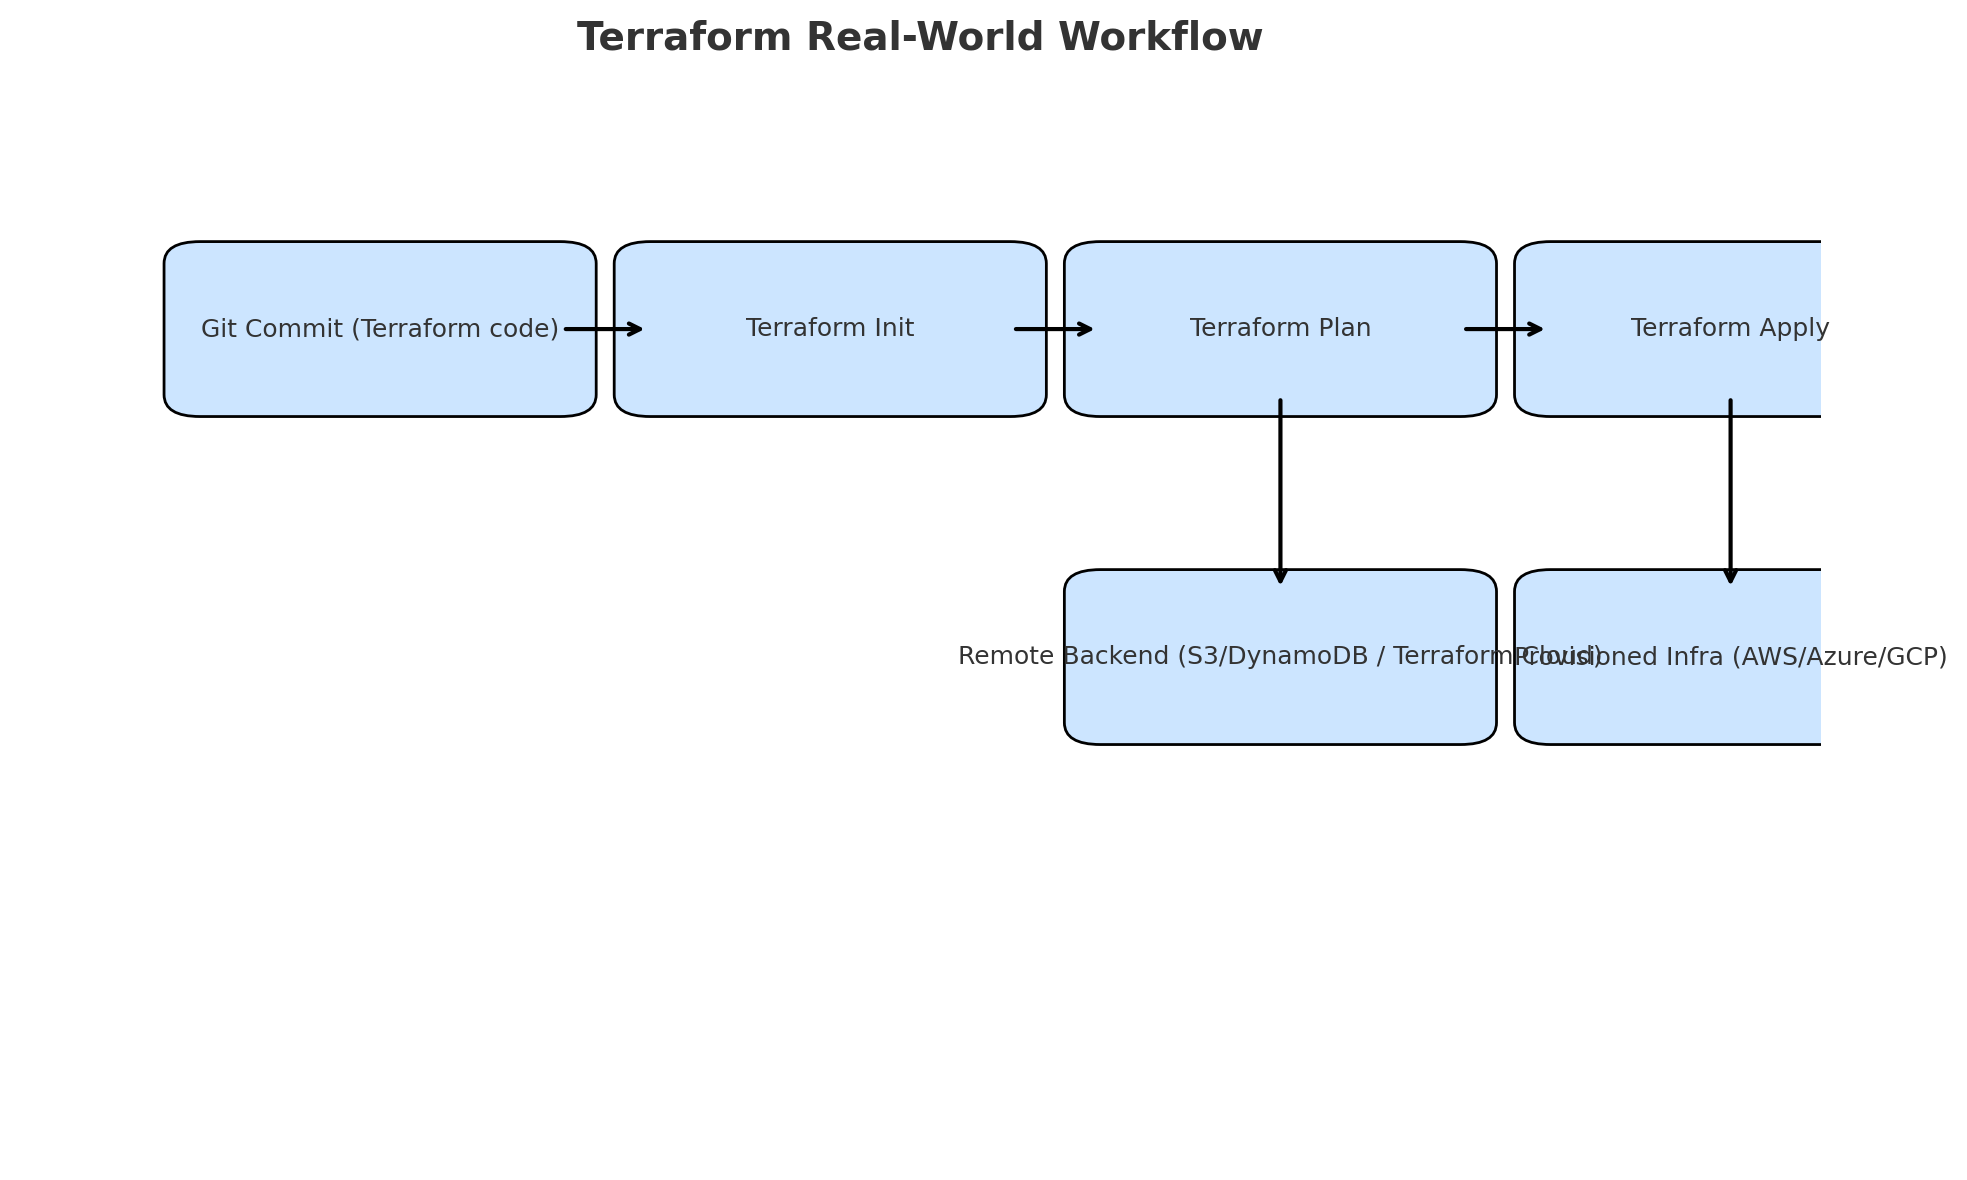 Terraform Real-World Workflow
Git Commit (Terraform code)
Terraform Init
Terraform Plan
Terraform Apply
Remote Backend (S3/DynamoDB / Terraform Cloud)
Provisioned Infra (AWS/Azure/GCP)